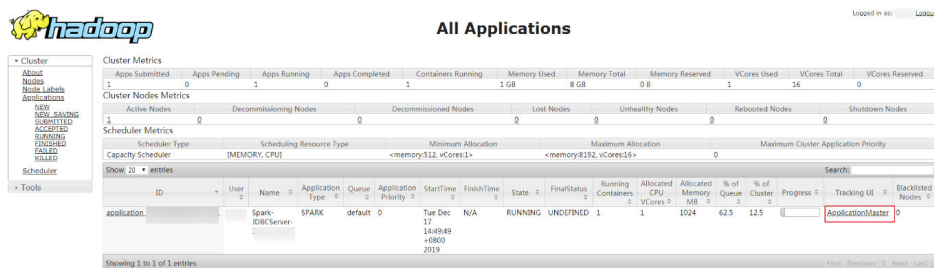 Logged in as:
Logou
hadoop
All Applications
Cluster
About
Nodes
Node Labels
Applications
NEW
NEW_SAVING
SUBMITTED
ACCEPTED
RUNNING
FINISHED
FAILED
KILLED
Scheduler
Tools
Cluster Metrics
Apps Submitted Apps Pending Apps Running Apps Completed Containers Running Memory Used Memory Total Memory Reserved VCores Used VCores Total VCores Reserved
1 0 1 0 1 1 GB 8 GB 0 B 1 16 0
Cluster Nodes Metrics
Active Nodes Decommissioning Nodes Decommissioned Nodes Lost Nodes Unhealthy Nodes Rebooted Nodes Shutdown Nodes
1 0 0 0 0 0 0
Scheduler Metrics
Scheduler Type Scheduling Resource Type Minimum Allocation Maximum Allocation Maximum Cluster Application Priority
Capacity Scheduler [MEMORY, CPU] <memory:512, vCores:1> <memory:8192, vCores:16> 0
Show 20 entries Search:
ID User Name Application Type Queue Application Priority StartTime FinishTime State FinalStatus Running Containers Allocated CPU VCores Allocated Memory MB % of Queue % of Cluster Progress Tracking UI Blacklisted Nodes
application_ Spark-JDBCServer- SPARK default 0 Tue Dec 17 14:49:49 +0800 2019 N/A RUNNING UNDEFINED 1 1 1024 62.5 12.5 ApplicationMaster 0
Showing 1 to 1 of 1 entries First Previous 1 Next Last